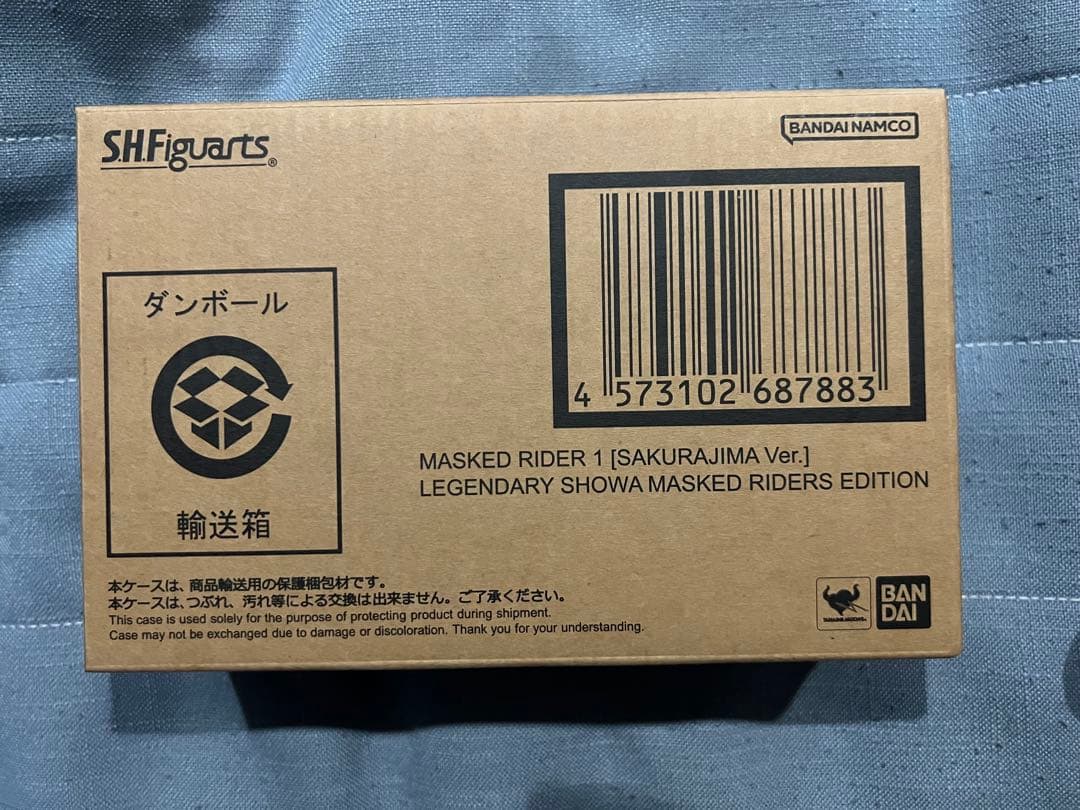 S.H.Figuarts®
BANDAI NAMCO
4 573102 687883
MASKED RIDER 1 [SAKURAJIMA Ver.]
LEGENDARY SHOWA MASKED RIDERS EDITION
ダンボール
輸送箱
本ケースは、商品輸送用の保護梱包材です。
本ケースは、つぶれ、汚れ等による交換は出来ません。ご了承ください。
This case is used solely for the purpose of protecting product during shipment.
Case may not be exchanged due to damage or discoloration. Thank you for your understanding.
BAN
DAI